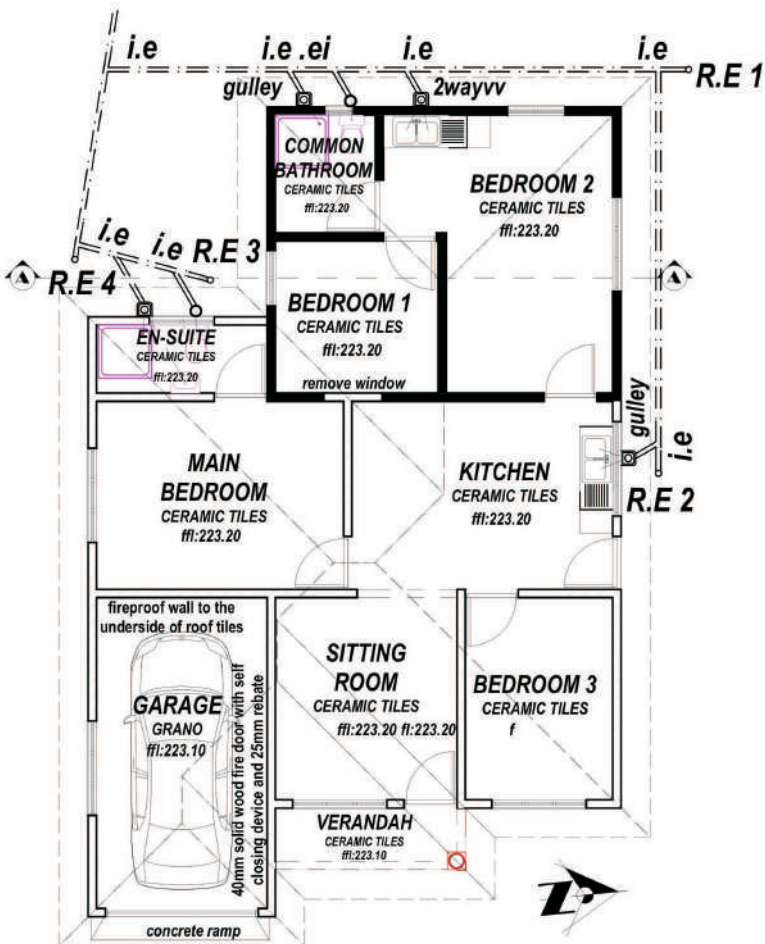 i.e
i.e .ei
i.e
i.e
R.E 1
gulley
2wayvv
COMMON
BATHROOM
CERAMIC TILES
ffl:223.20
BEDROOM 2
CERAMIC TILES
ffl:223.20
i.e
i.e
R.E 3
R.E 4
A
A
BEDROOM 1
CERAMIC TILES
ffl:223.20
remove window
EN-SUITE
CERAMIC TILES
ffl:223.20
gulley
i.e
R.E 2
MAIN
BEDROOM
CERAMIC TILES
ffl:223.20
KITCHEN
CERAMIC TILES
ffl:223.20
fireproof wall to the
underside of roof tiles
GARAGE
GRANO
ffl:223.10
40mm solid wood fire door with self
closing device and 25mm rebate
SITTING
ROOM
CERAMIC TILES
ffl:223.20 fl:223.20
BEDROOM 3
CERAMIC TILES
f
VERANDAH
CERAMIC TILES
ffl:223.10
concrete ramp
Z